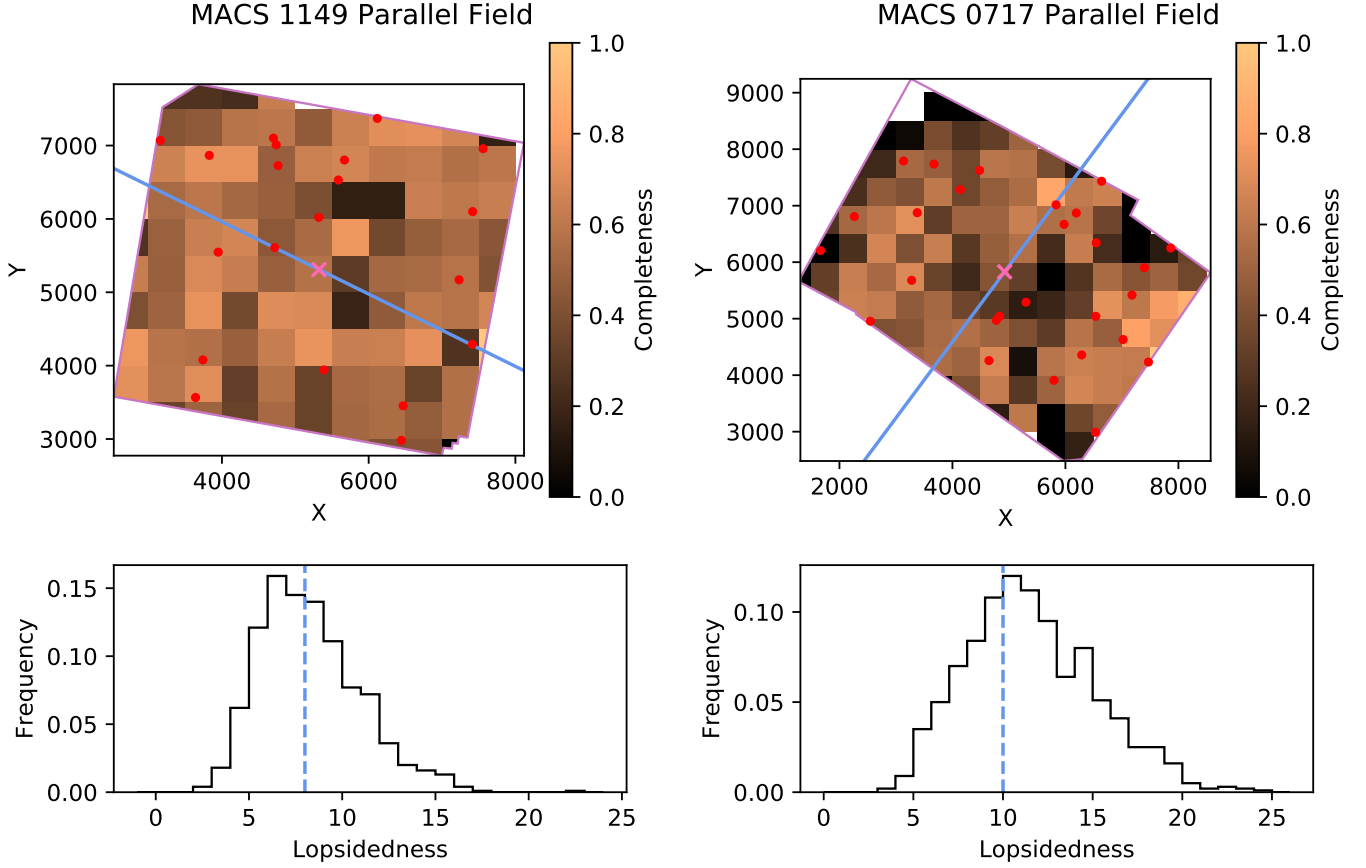 MACS 1149 Parallel Field
7000
6000
5000
4000
3000
Y
4000 6000 8000
X
1.0
0.8
0.6
0.4
0.2
0.0
Completeness
MACS 0717 Parallel Field
9000
8000
7000
6000
5000
4000
3000
Y
2000 4000 6000 8000
X
1.0
0.8
0.6
0.4
0.2
0.0
Completeness
0.15
0.10
0.05
0.00
Frequency
0 5 10 15 20 25
Lopsidedness
0.10
0.05
0.00
Frequency
0 5 10 15 20 25
Lopsidedness